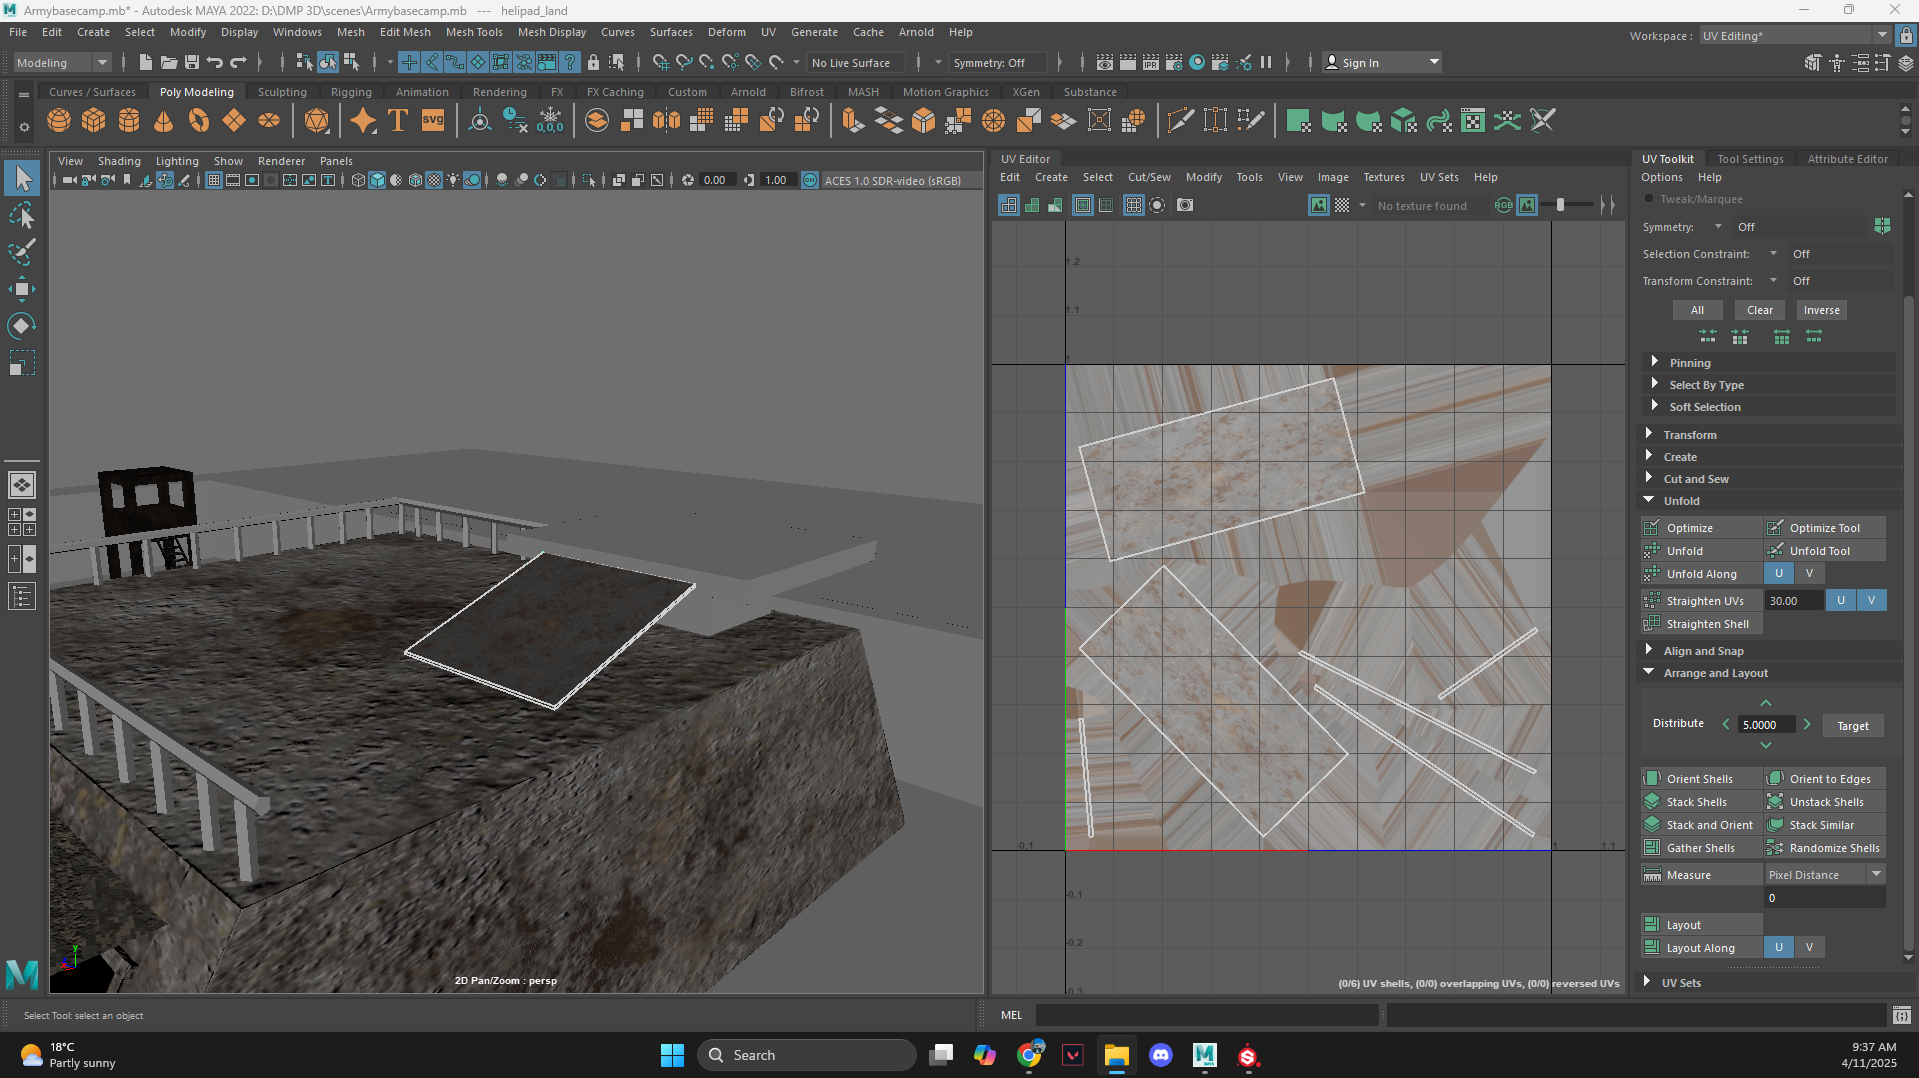 Armybasecamp.mb* - Autodesk MAYA 2022: D:\DMP 3D\scenes\Armybasecamp.mb --- helipad_land
File Edit Create Select Modify Display Windows Mesh Edit Mesh Mesh Tools Mesh Display Curves Surfaces Deform UV Generate Cache Arnold Help
Workspace : UV Editing*
Modeling No Live Surface Symmetry: Off Sign In
Curves / Surfaces Poly Modeling Sculpting Rigging Animation Rendering FX FX Caching Custom Arnold Bifrost MASH Motion Graphics XGen Substance
View Shading Lighting Show Renderer Panels
0.00 1.00 ACES 1.0 SDR-video (sRGB)
2D Pan/Zoom : persp
UV Editor
Edit Create Select Cut/Sew Modify Tools View Image Textures UV Sets Help
No texture found
1.2
1.1
1
-0.1 1 1.1
-0.1
-0.2
-0.3
(0/6) UV shells, (0/0) overlapping UVs, (0/0) reversed UVs
UV Toolkit Tool Settings Attribute Editor
Options Help
Tweak/Marquee
Symmetry: Off
Selection Constraint: Off
Transform Constraint: Off
All Clear Inverse
Pinning
Select By Type
Soft Selection
Transform
Create
Cut and Sew
Unfold
Optimize Optimize Tool
Unfold Unfold Tool
Unfold Along U V
Straighten UVs 30.00 U V
Straighten Shell
Align and Snap
Arrange and Layout
Distribute 5.0000 Target
Orient Shells Orient to Edges
Stack Shells Unstack Shells
Stack and Orient Stack Similar
Gather Shells Randomize Shells
Measure Pixel Distance
0
Layout
Layout Along U V
UV Sets
Select Tool: select an object
MEL
18°C
Partly sunny
Search
9:37 AM
4/11/2025